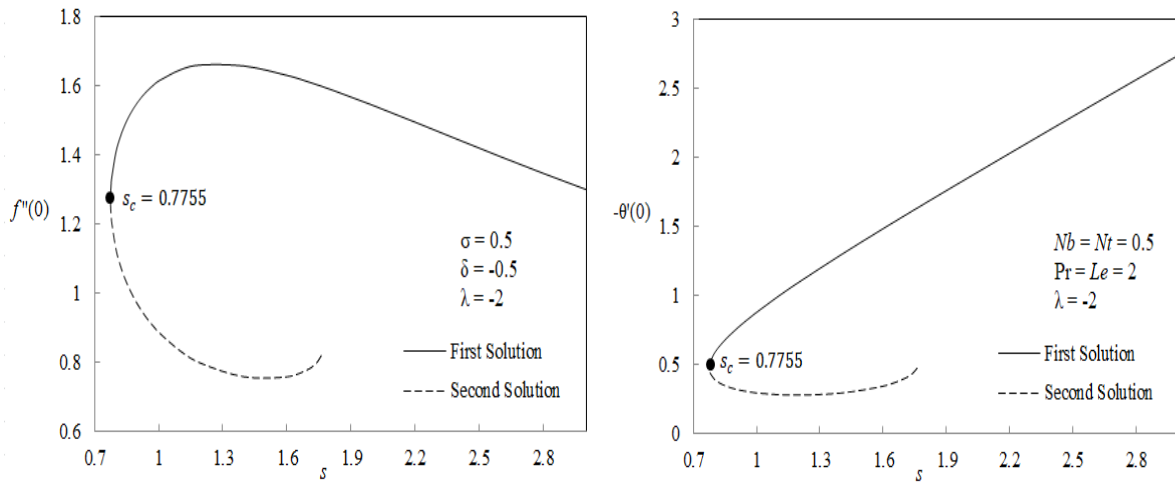 1.8
1.6
1.4
1.2
1
0.8
0.6
f"(0)
s_c = 0.7755
σ = 0.5
δ = -0.5
λ = -2
First Solution
Second Solution
0.7 1 1.3 1.6 1.9 2.2 2.5 2.8
s
3
2.5
2
1.5
1
0.5
0
-θ'(0)
s_c = 0.7755
Nb = Nt = 0.5
Pr = Le = 2
λ = -2
First Solution
Second Solution
0.7 1 1.3 1.6 1.9 2.2 2.5 2.8
s